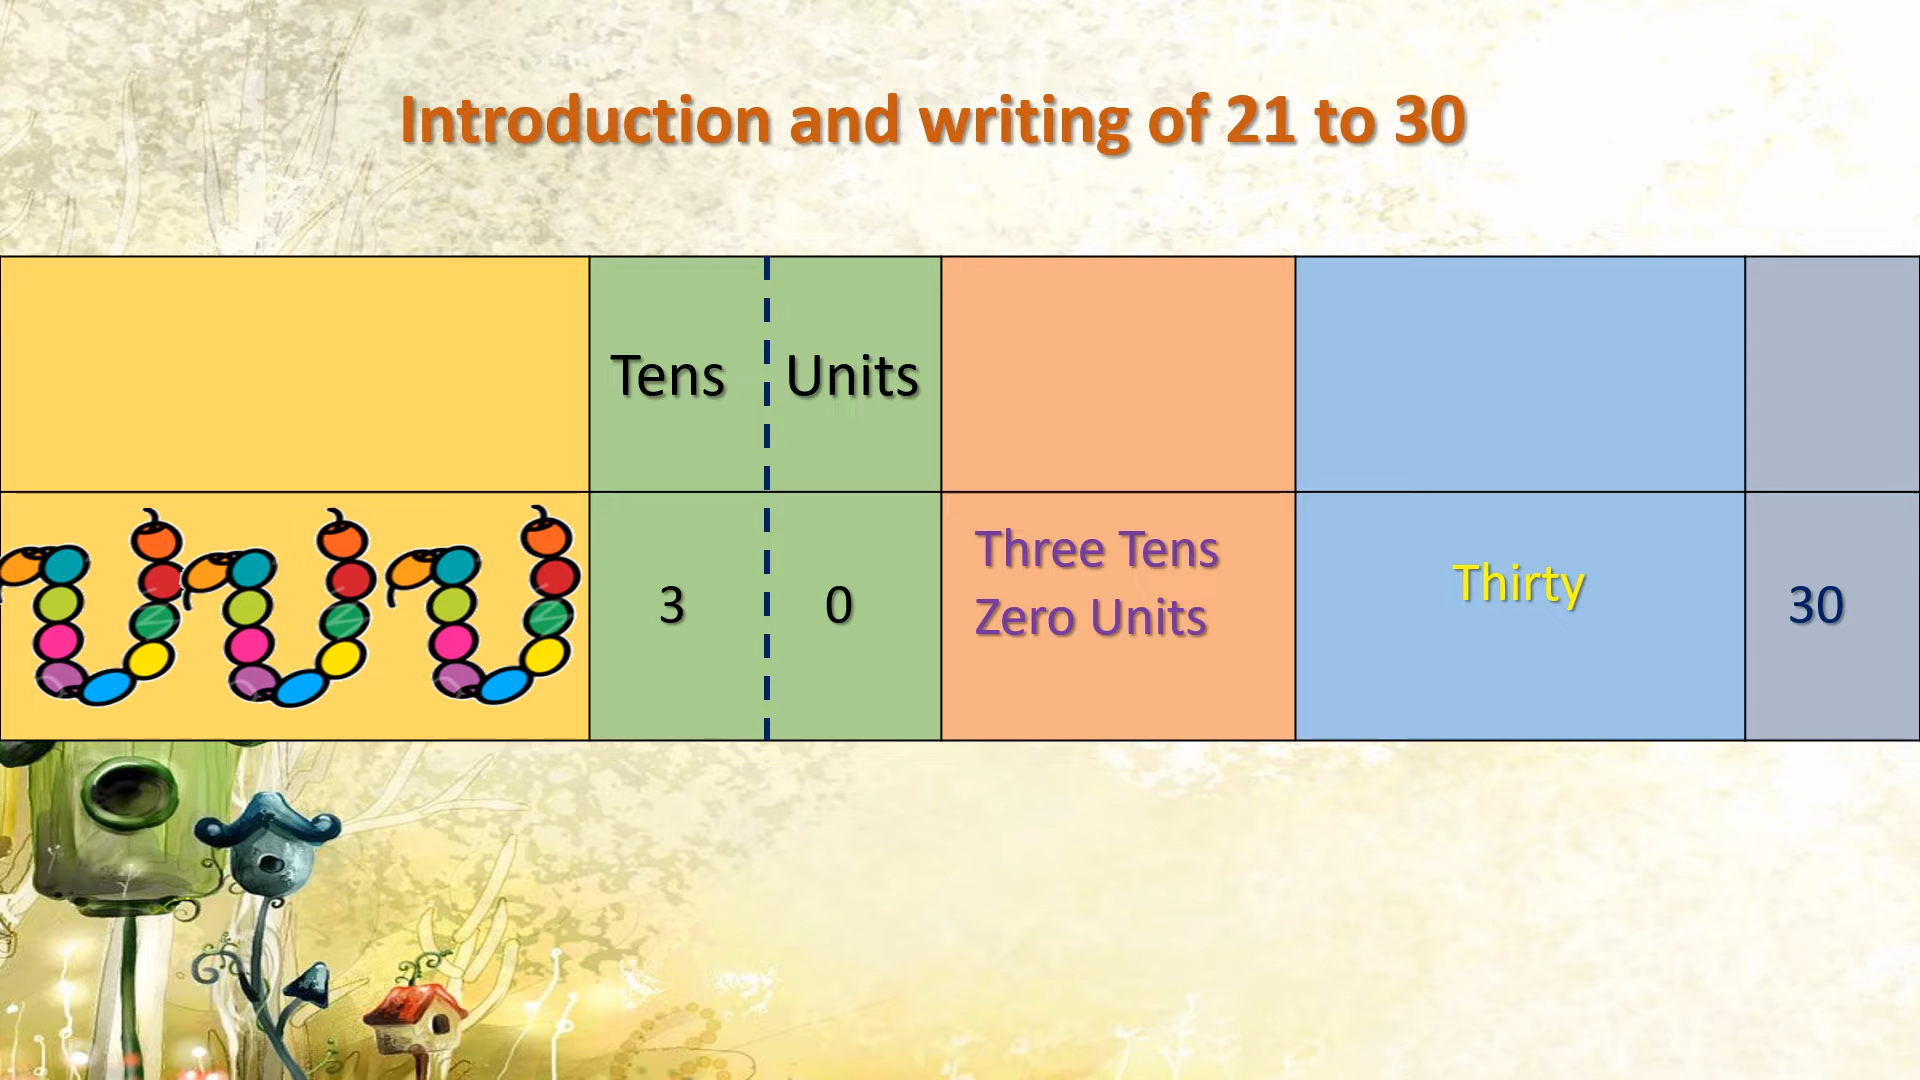 Introduction and writing of 21 to 30
Tens Units
3 0 Three Tens Thirty 30
Zero Units